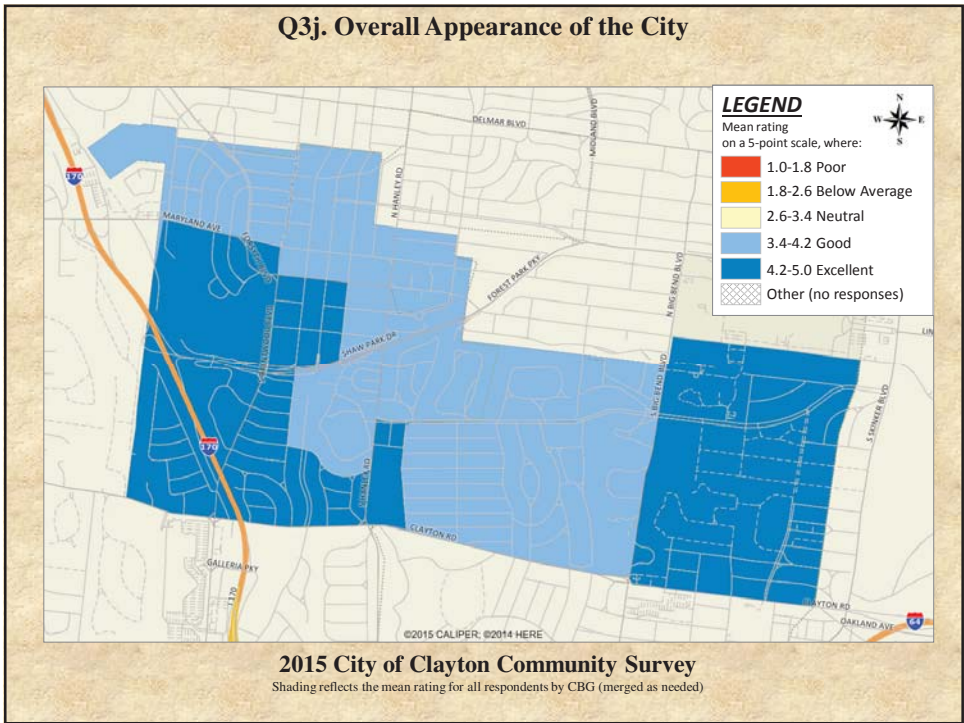 Q3j. Overall Appearance of the City
LEGEND
Mean rating
on a 5-point scale, where:
1.0-1.8 Poor
1.8-2.6 Below Average
2.6-3.4 Neutral
3.4-4.2 Good
4.2-5.0 Excellent
Other (no responses)
N
W
E
S
DELMAR BLVD
MIDLAND BLVD
170
N HANLEY RD
MARYLAND AVE
FOREST PARK PKY
N BIG BEND BLVD
SHAW PARK DR
S BIG BEND BLVD
S SKINKER BLVD
170
CLAYTON RD
GALLERIA PKY
I 170
CLAYTON RD
OAKLAND AVE
64
©2015 CALIPER; ©2014 HERE
2015 City of Clayton Community Survey
Shading reflects the mean rating for all respondents by CBG (merged as needed)